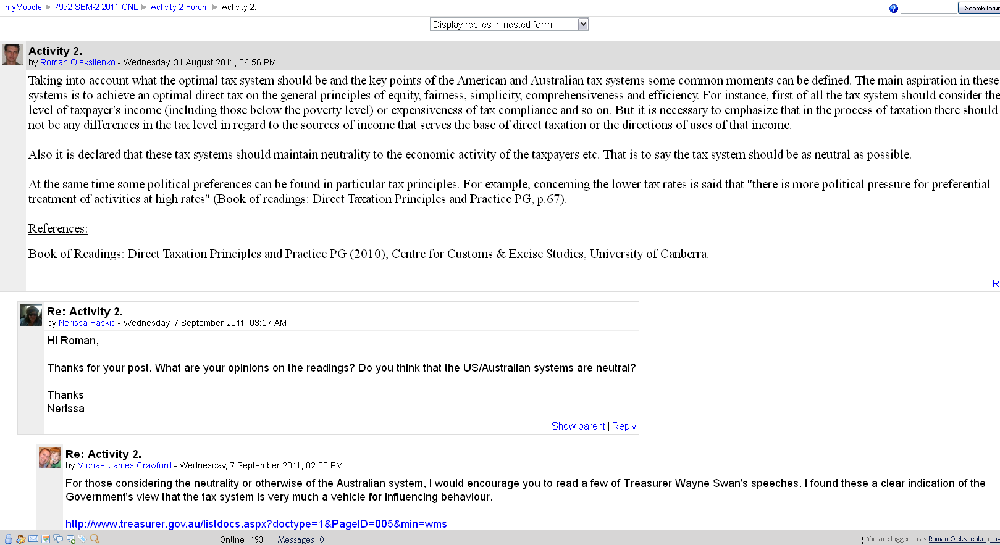 myMoodle ► 7992 SEM-2 2011 ONL ► Activity 2 Forum ► Activity 2.
Search
Display replies in nested form
Activity 2.
by Roman Oleksiienko - Wednesday, 31 August 2011, 06:56 PM
Taking into account what the optimal tax system should be and the key points of the American and Australian tax systems some common moments can be defined. The main aspiration in these
systems is to achieve an optimal direct tax on the general principles of equity, fairness, simplicity, comprehensiveness and efficiency. For instance, first of all the tax system should consider the
level of taxpayer's income (including those below the poverty level) or expensiveness of tax compliance and so on. But it is necessary to emphasize that in the process of taxation there should
not be any differences in the tax level in regard to the sources of income that serves the base of direct taxation or the directions of uses of that income.
Also it is declared that these tax systems should maintain neutrality to the economic activity of the taxpayers etc. That is to say the tax system should be as neutral as possible.
At the same time some political preferences can be found in particular tax principles. For example, concerning the lower tax rates is said that "there is more political pressure for preferential
treatment of activities at high rates" (Book of readings: Direct Taxation Principles and Practice PG, p.67).
References:
Book of Readings: Direct Taxation Principles and Practice PG (2010), Centre for Customs & Excise Studies, University of Canberra.
R
Re: Activity 2.
by Nerissa Haskic - Wednesday, 7 September 2011, 03:57 AM
Hi Roman,
Thanks for your post. What are your opinions on the readings? Do you think that the US/Australian systems are neutral?
Thanks
Nerissa
Show parent | Reply
Re: Activity 2.
by Michael James Crawford - Wednesday, 7 September 2011, 02:00 PM
For those considering the neutrality or otherwise of the Australian system, I would encourage you to read a few of Treasurer Wayne Swan's speeches. I found these a clear indication of the
Government's view that the tax system is very much a vehicle for influencing behaviour.
http://www.treasurer.gov.au/listdocs.aspx?doctype=1&PageID=005&min=wms
Online: 193 Messages: 0 You are logged in as Roman Oleksiienko (Log